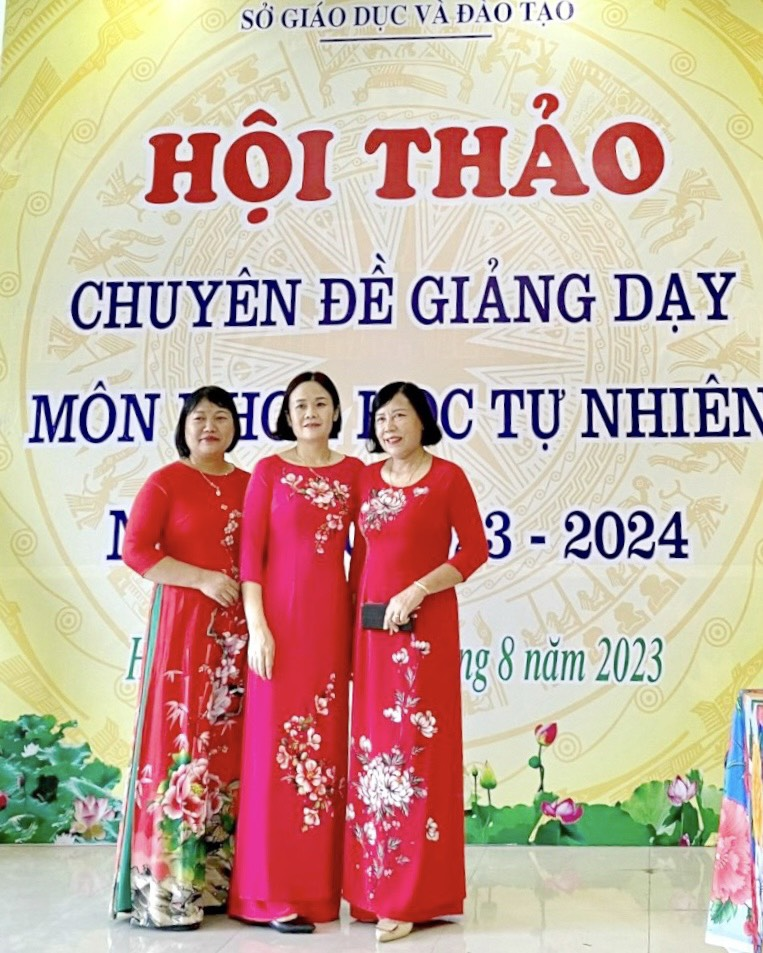 SỞ GIÁO DỤC VÀ ĐÀO TẠO
HỘI THẢO
CHUYÊN ĐỀ GIẢNG DẠY
MÔN HỌC TỰ NHIÊN
- 2024
8 năm 2023